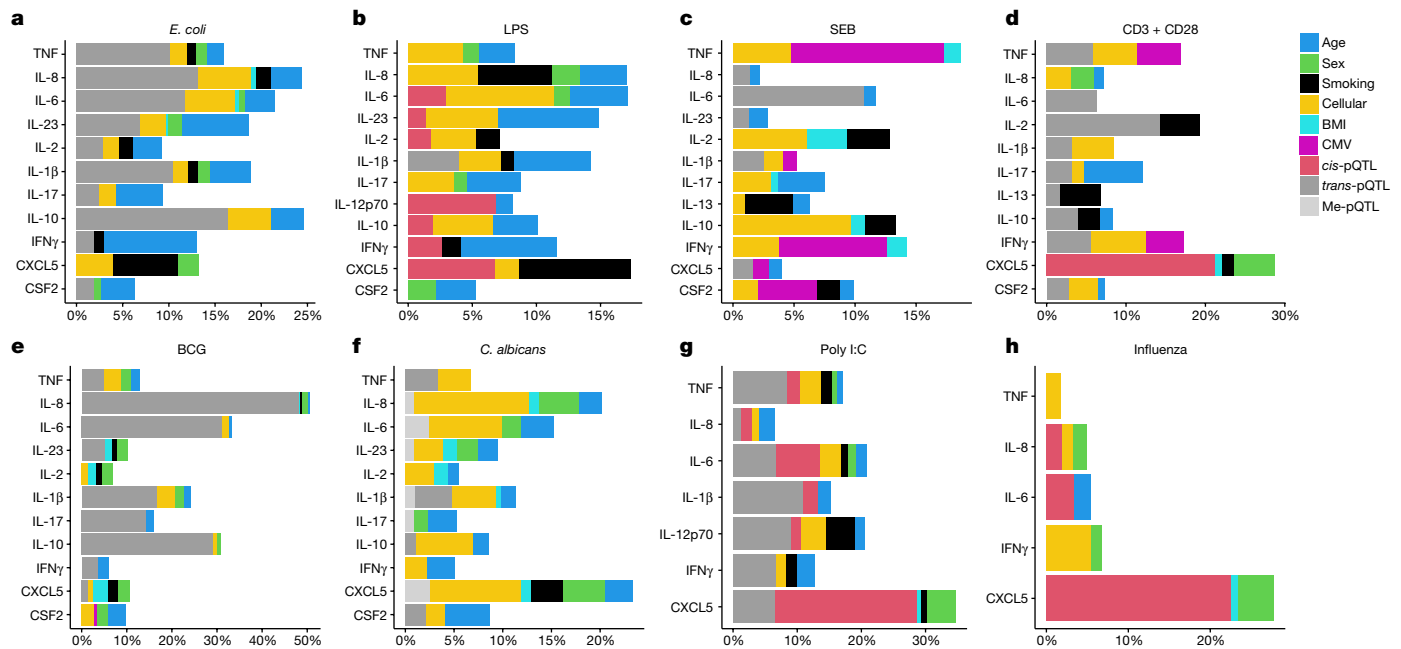 a
E. coli
TNF
IL-8
IL-6
IL-23
IL-2
IL-1β
IL-17
IL-10
IFNγ
CXCL5
CSF2
0% 5% 10% 15% 20% 25%
b
LPS
TNF
IL-8
IL-6
IL-23
IL-2
IL-1β
IL-17
IL-12p70
IL-10
IFNγ
CXCL5
CSF2
0% 5% 10% 15%
c
SEB
TNF
IL-8
IL-6
IL-23
IL-2
IL-1β
IL-17
IL-13
IL-10
IFNγ
CXCL5
CSF2
0% 5% 10% 15%
d
CD3 + CD28
TNF
IL-8
IL-6
IL-2
IL-1β
IL-17
IL-13
IL-10
IFNγ
CXCL5
CSF2
0% 10% 20% 30%
Age
Sex
Smoking
Cellular
BMI
CMV
cis-pQTL
trans-pQTL
Me-pQTL
e
BCG
TNF
IL-8
IL-6
IL-23
IL-2
IL-1β
IL-17
IL-10
IFNγ
CXCL5
CSF2
0% 10% 20% 30% 40% 50%
f
C. albicans
TNF
IL-8
IL-6
IL-23
IL-2
IL-1β
IL-17
IL-10
IFNγ
CXCL5
CSF2
0% 5% 10% 15% 20%
g
Poly I:C
TNF
IL-8
IL-6
IL-1β
IL-12p70
IFNγ
CXCL5
0% 10% 20% 30%
h
Influenza
TNF
IL-8
IL-6
IFNγ
CXCL5
0% 10% 20%